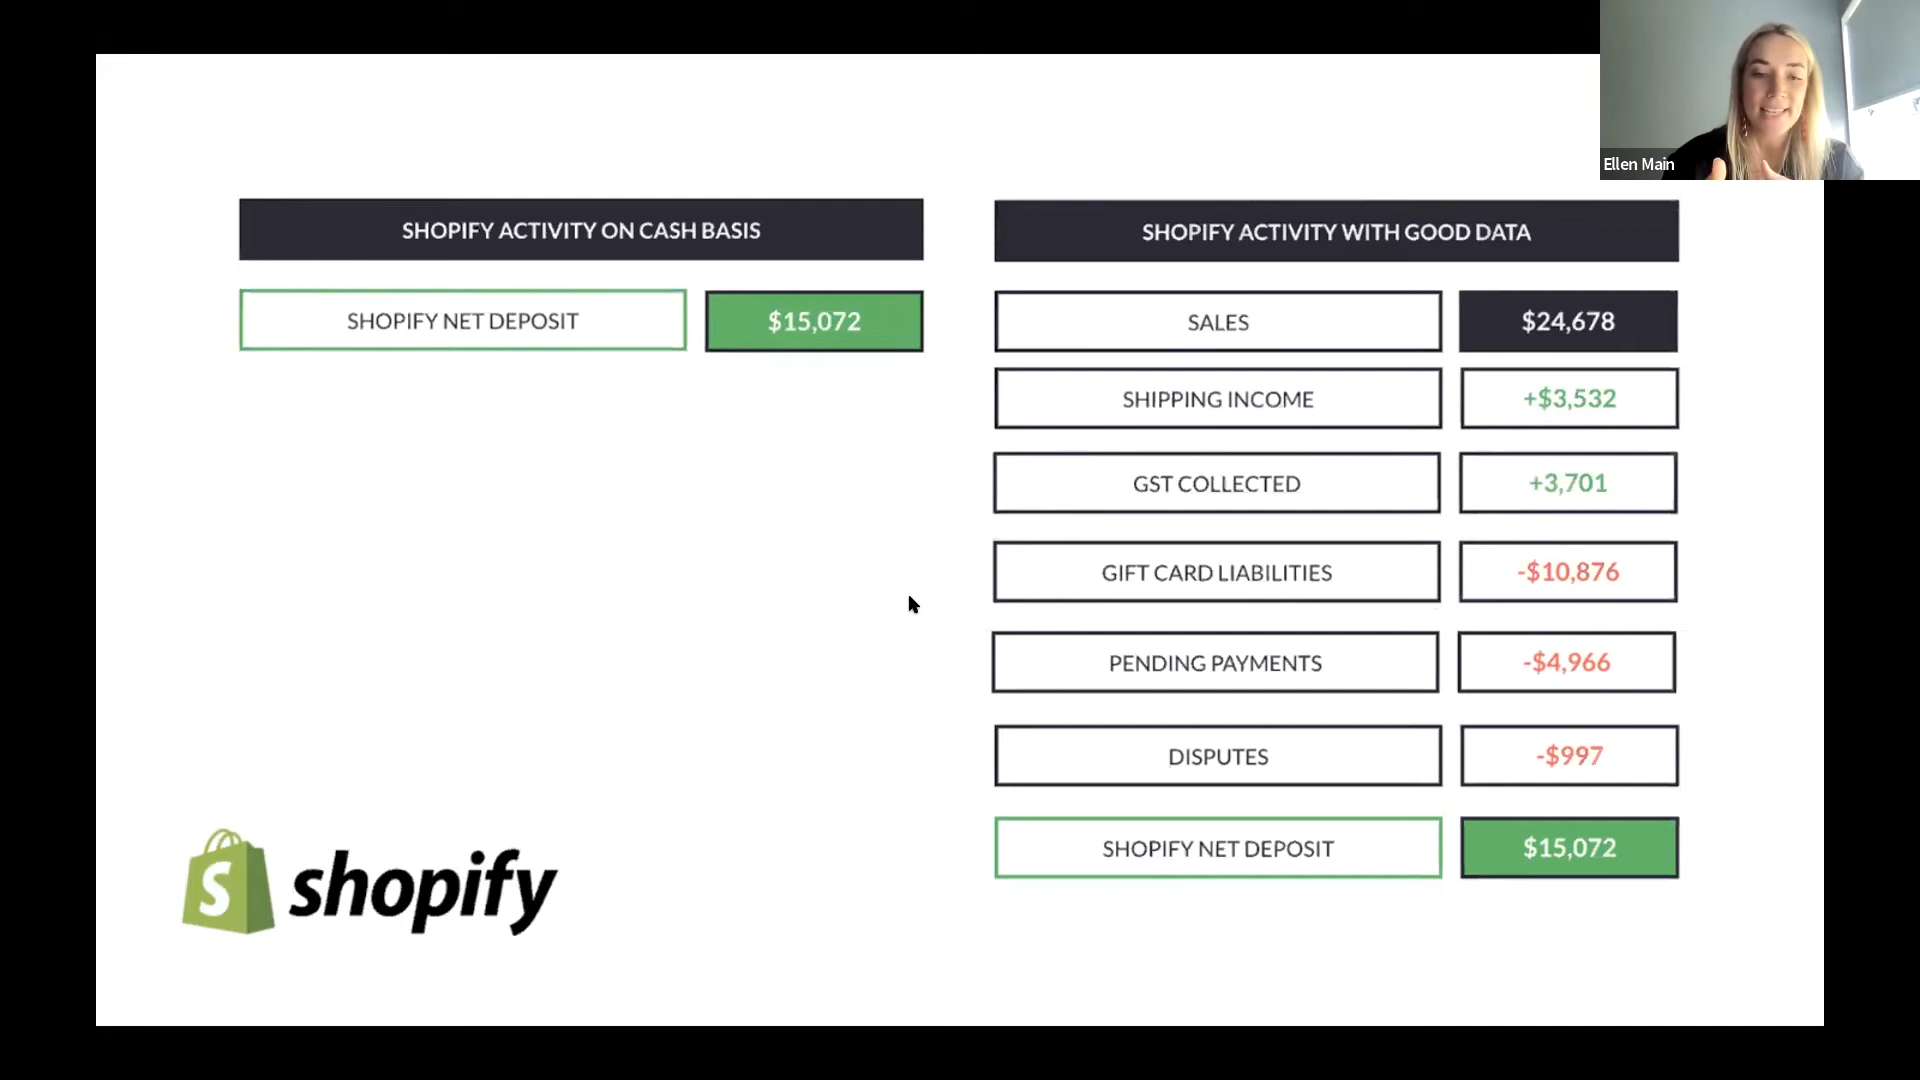 Ellen Main
SHOPIFY ACTIVITY ON CASH BASIS
SHOPIFY NET DEPOSIT
$15,072
SHOPIFY ACTIVITY WITH GOOD DATA
SALES
$24,678
SHIPPING INCOME
+$3,532
GST COLLECTED
+3,701
GIFT CARD LIABILITIES
-$10,876
PENDING PAYMENTS
-$4,966
DISPUTES
-$997
SHOPIFY NET DEPOSIT
$15,072
S
shopify